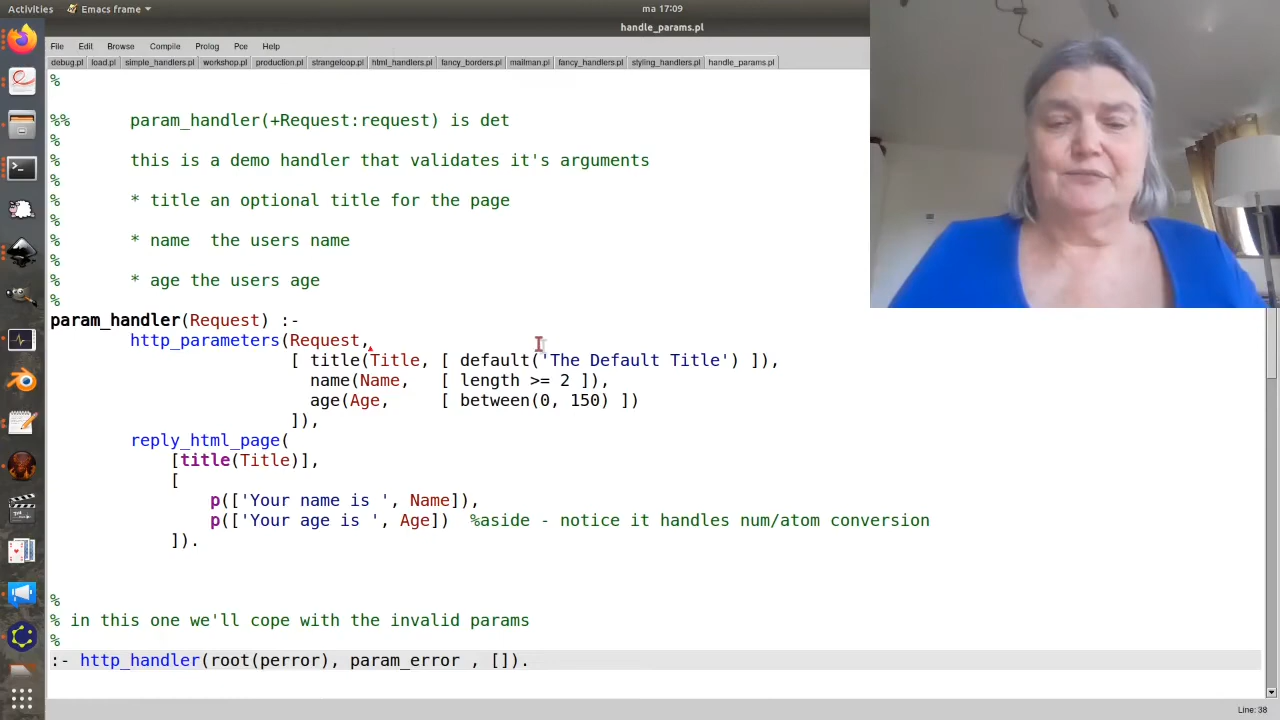 Activities Emacs frame ma 17:09
handle_params.pl
File Edit Browse Compile Prolog Pce Help
debug.pl load.pl simple_handlers.pl workshop.pl production.pl strangeloop.pl html_handlers.pl fancy_borders.pl mailman.pl fancy_handlers.pl styling_handlers.pl handle_params.pl
%
%% param_handler(+Request:request) is det
%
% this is a demo handler that validates it's arguments
%
% * title an optional title for the page
%
% * name the users name
%
% * age the users age
%
param_handler(Request) :-
http_parameters(Request,
[ title(Title, [ default('The Default Title') ]),
name(Name, [ length >= 2 ]),
age(Age, [ between(0, 150) ])
]),
reply_html_page(
[title(Title)],
[
p(['Your name is ', Name]),
p(['Your age is ', Age]) %aside - notice it handles num/atom conversion
]).
%
% in this one we'll cope with the invalid params
%
:- http_handler(root(perror), param_error , []).
Line: 38